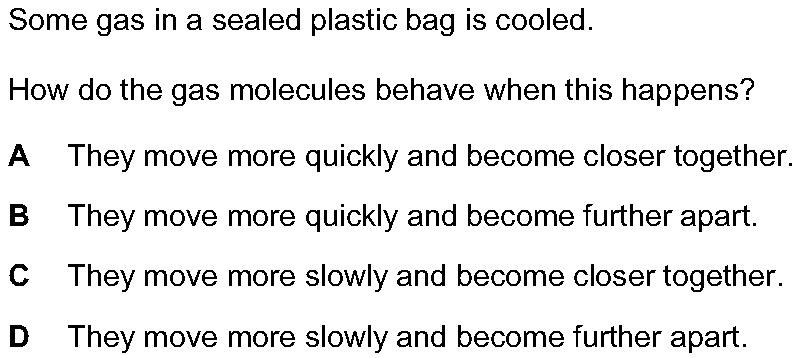 Some gas in a sealed plastic bag is cooled.
How do the gas molecules behave when this happens?
A They move more quickly and become closer together.
B They move more quickly and become further apart.
C They move more slowly and become closer together.
D They move more slowly and become further apart.